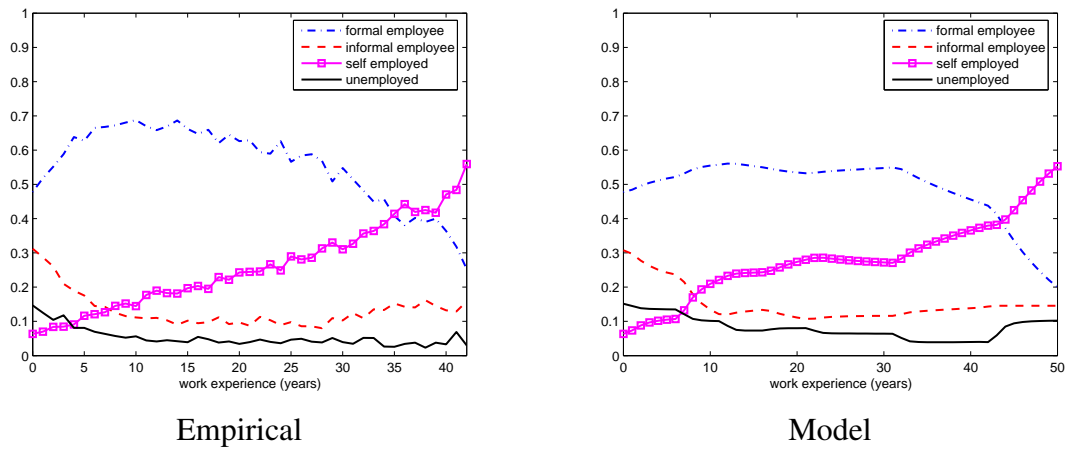 1
0.9
0.8
0.7
0.6
0.5
0.4
0.3
0.2
0.1
0
formal employee
informal employee
self employed
unemployed
0 5 10 15 20 25 30 35 40
work experience (years)
Empirical
1
0.9
0.8
0.7
0.6
0.5
0.4
0.3
0.2
0.1
0
formal employee
informal employee
self employed
unemployed
0 10 20 30 40 50
work experience (years)
Model